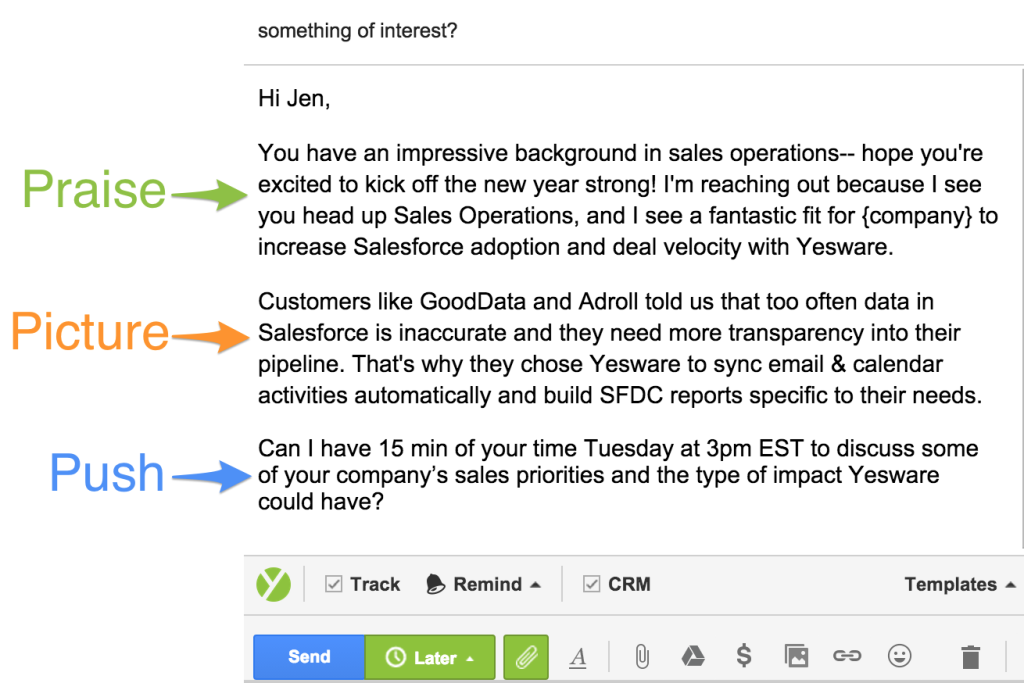 something of interest?
Hi Jen,
You have an impressive background in sales operations-- hope you're
excited to kick off the new year strong! I'm reaching out because I see
you head up Sales Operations, and I see a fantastic fit for {company} to
increase Salesforce adoption and deal velocity with Yesware.
Praise
Customers like GoodData and Adroll told us that too often data in
Salesforce is inaccurate and they need more transparency into their
pipeline. That's why they chose Yesware to sync email & calendar
activities automatically and build SFDC reports specific to their needs.
Picture
Can I have 15 min of your time Tuesday at 3pm EST to discuss some
of your company’s sales priorities and the type of impact Yesware
could have?
Push
Track Remind CRM Templates
Send Later A $